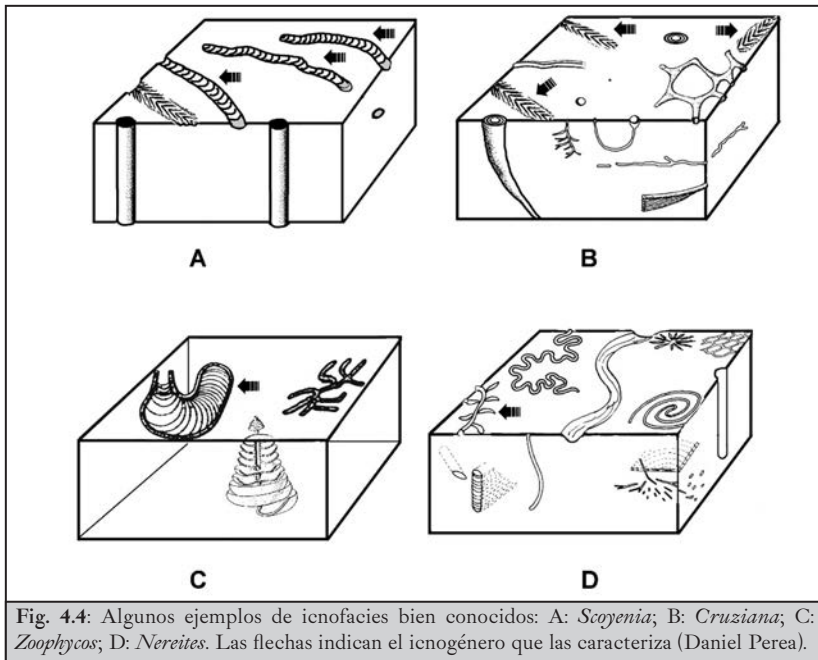 A
B
C
D
Fig. 4.4: Algunos ejemplos de icnofacies bien conocidos: A: Scoyenia; B: Cruziana; C:
Zoophycos; D: Nereites. Las flechas indican el icnogénero que las caracteriza (Daniel Perea).